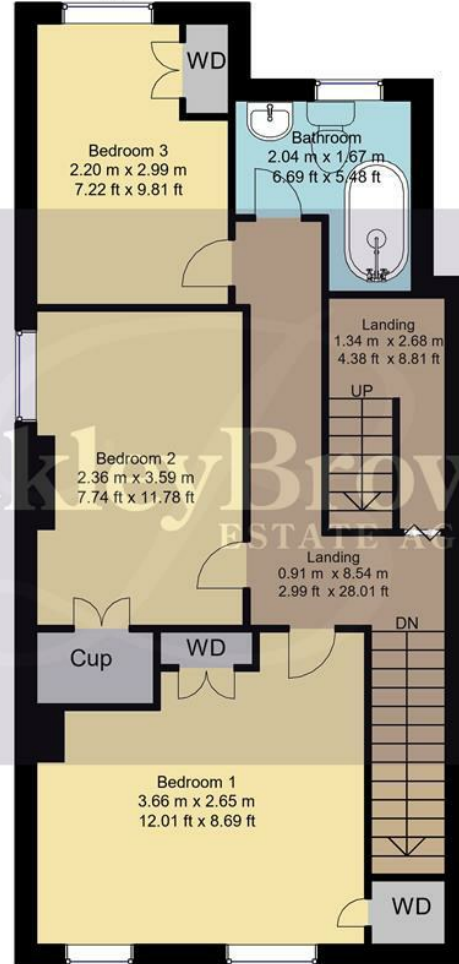 WD
Bedroom 3
2.20 m x 2.99 m
7.22 ft x 9.81 ft
Bathroom
2.04 m x 1.67 m
6.69 ft x 5.48 ft
Landing
1.34 m x 2.68 m
4.38 ft x 8.81 ft
UP
Bedroom 2
2.36 m x 3.59 m
7.74 ft x 11.78 ft
kleyBrow
ESTATE AG
Landing
0.91 m x 8.54 m
2.99 ft x 28.01 ft
DN
Cup
WD
Bedroom 1
3.66 m x 2.65 m
12.01 ft x 8.69 ft
WD